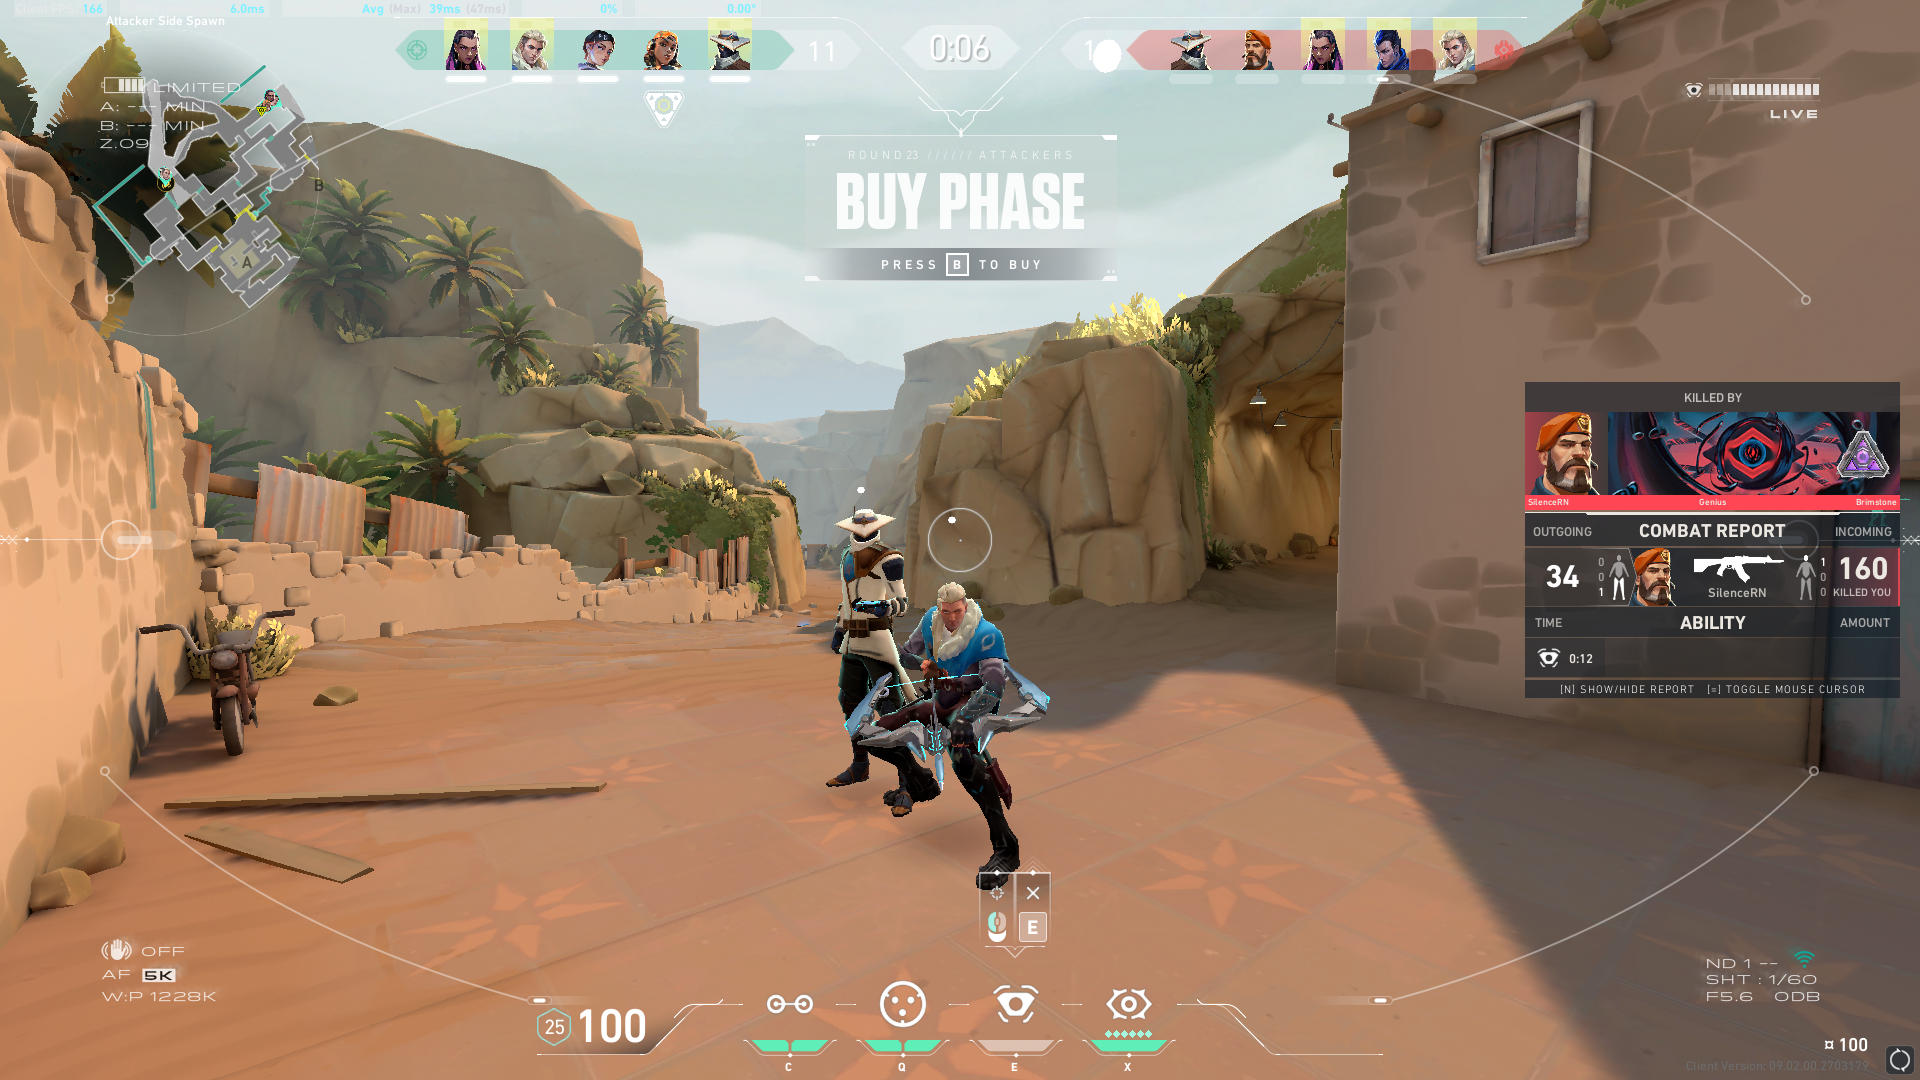 Client FPS 166
6.0ms
Avg (Max) 39ms (47ms)
0%
0.00°
Attacker Side Spawn
LIMITED
A: --- MIN
B: --- MIN
Z.09
B
A
11
0:06
ROUND 23 ////// ATTACKERS
BUY PHASE
PRESS B TO BUY
LIVE
KILLED BY
SilenceRN Genius Brimstone
OUTGOING COMBAT REPORT INCOMING
34
0
0
1
SilenceRN
1
0
0
160
KILLED YOU
TIME ABILITY AMOUNT
0:12
[N] SHOW/HIDE REPORT [=] TOGGLE MOUSE CURSOR
E
OFF
AF 5K
W:P 1228K
25 100
C Q E X
ND 1 --
SHT : 1/60
F5.6 0DB
¤ 100
Client Version: 09.02.00.2703179